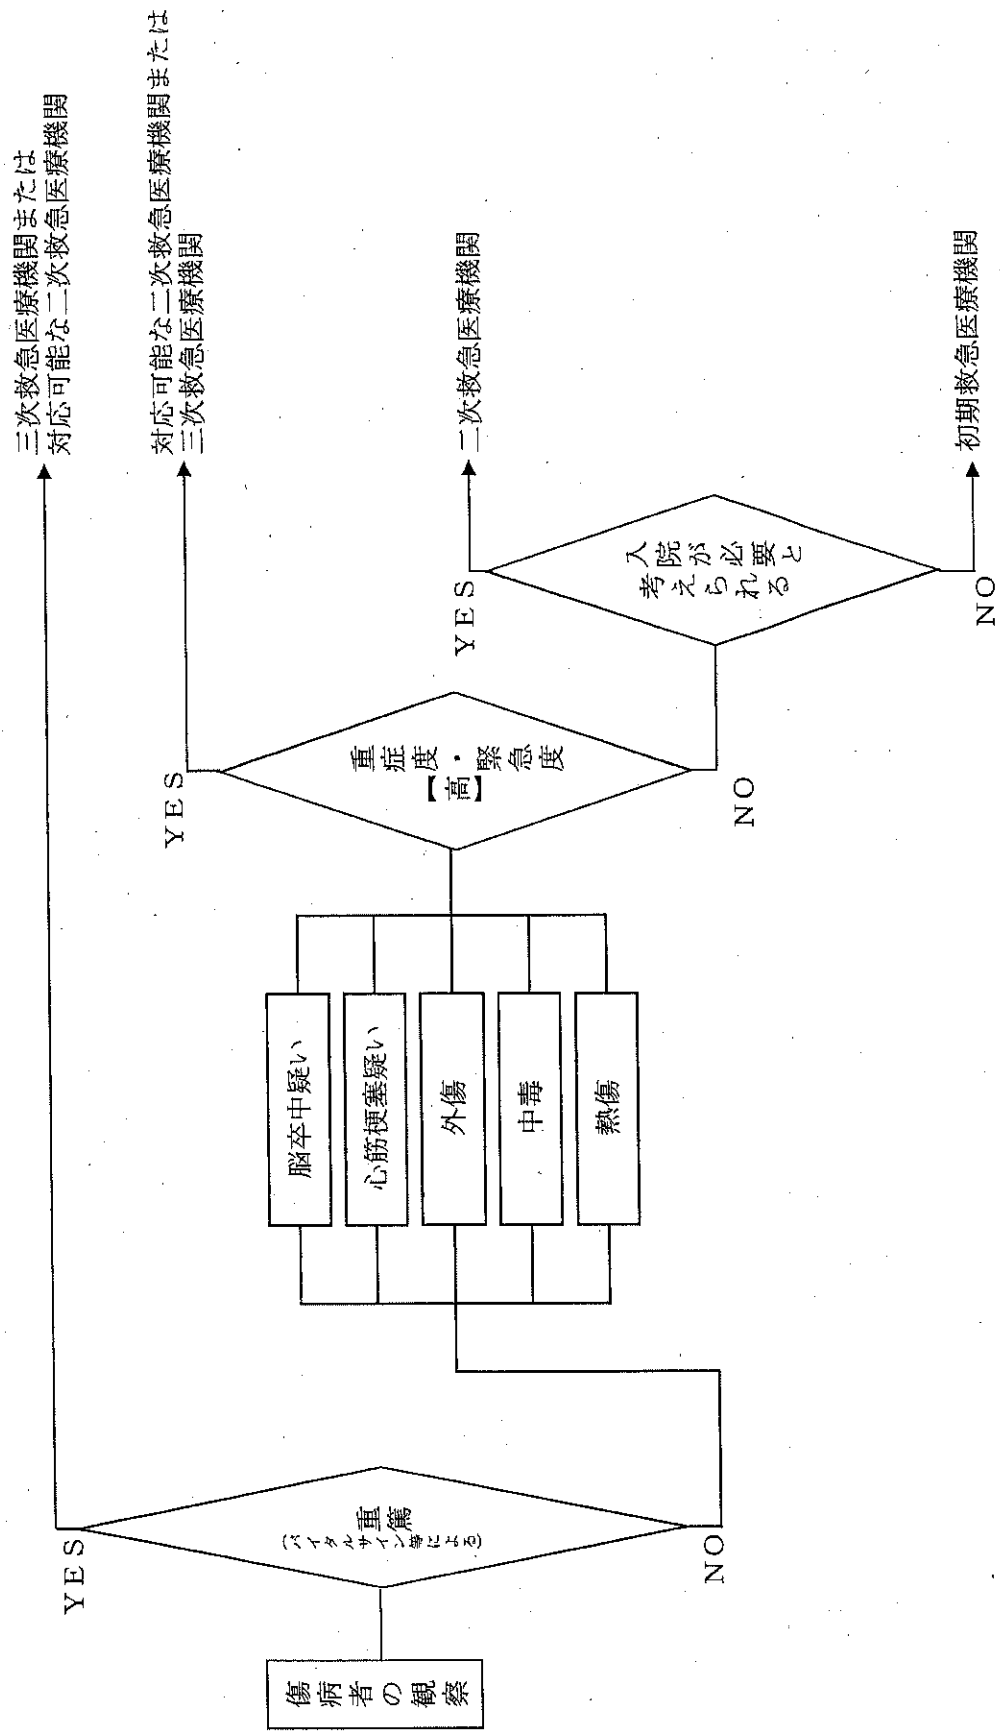 傷病者の観察
重篤
(バイタルサイン等による)
YES
NO
脳卒中疑い
心筋梗塞疑い
外傷
中毒
熱傷
重症度・緊急度
【高】
YES
NO
入院が必要と
考えられる
YES
NO
三次救急医療機関または
対応可能な二次救急医療機関
対応可能な二次救急医療機関または
三次救急医療機関
二次救急医療機関
初期救急医療機関